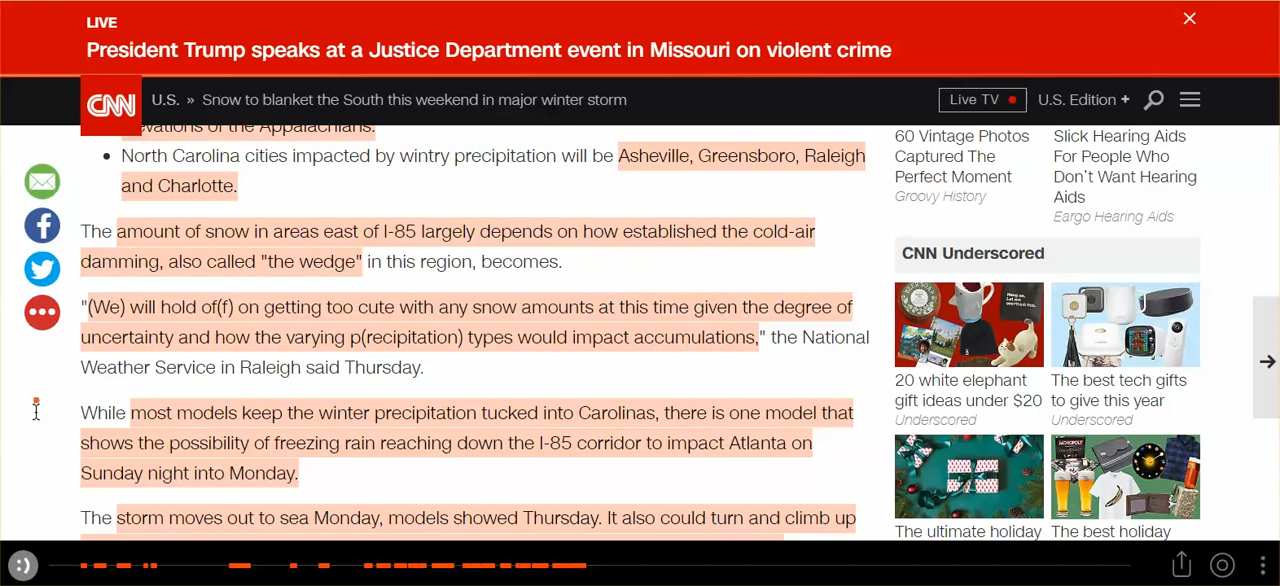 LIVE
President Trump speaks at a Justice Department event in Missouri on violent crime
CNN
U.S. » Snow to blanket the South this weekend in major winter storm
Live TV
U.S. Edition +
evations of the Appalachians.
• North Carolina cities impacted by wintry precipitation will be Asheville, Greensboro, Raleigh
and Charlotte.
The amount of snow in areas east of I-85 largely depends on how established the cold-air
damming, also called "the wedge" in this region, becomes.
"(We) will hold of(f) on getting too cute with any snow amounts at this time given the degree of
uncertainty and how the varying p(recipitation) types would impact accumulations," the National
Weather Service in Raleigh said Thursday.
While most models keep the winter precipitation tucked into Carolinas, there is one model that
shows the possibility of freezing rain reaching down the I-85 corridor to impact Atlanta on
Sunday night into Monday.
The storm moves out to sea Monday, models showed Thursday. It also could turn and climb up
60 Vintage Photos
Captured The
Perfect Moment
Groovy History
Slick Hearing Aids
For People Who
Don't Want Hearing
Aids
Eargo Hearing Aids
CNN Underscored
20 white elephant
gift ideas under $20
Underscored
The best tech gifts
to give this year
Underscored
MONOPOLY
The ultimate holiday
The best holiday
:)